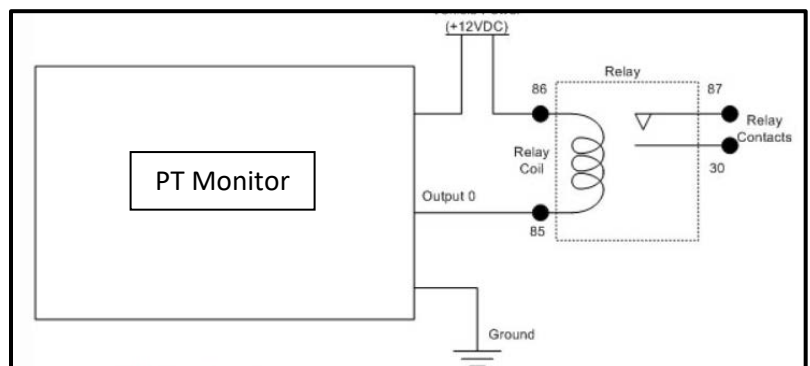 (+12VDC)
Relay
86
87
Relay
Contacts
Relay
Coil
30
PT Monitor
Output 0
85
Ground